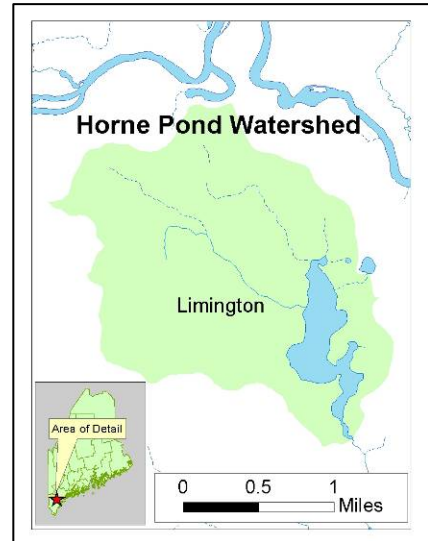 Horne Pond Watershed
Limington
Area of Detail
0 0.5 1
Miles